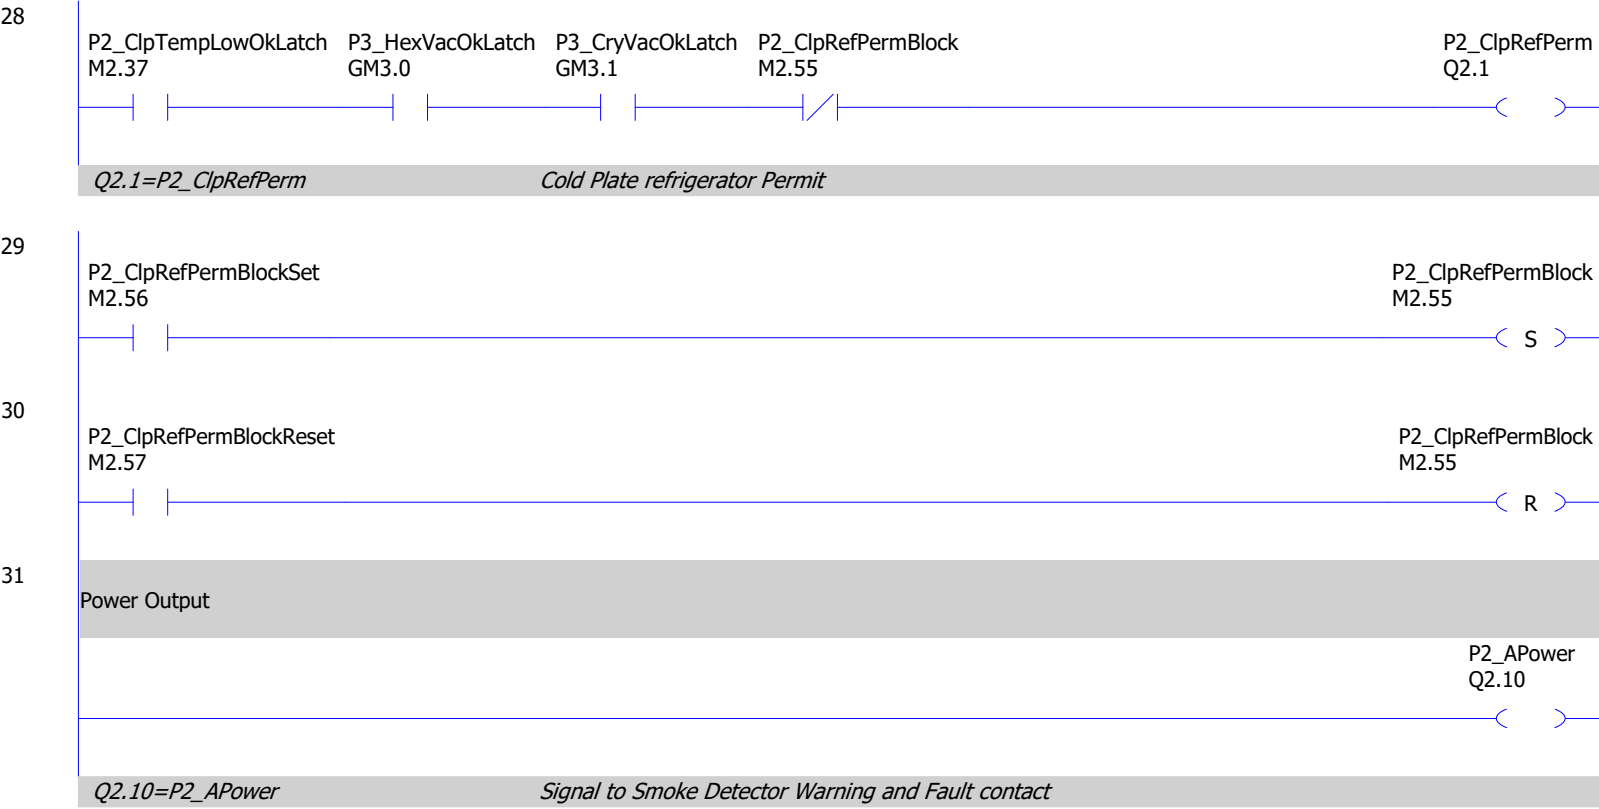 28
P2_ClpTempLowOkLatch P3_HexVacOkLatch P3_CryVacOkLatch P2_ClpRefPermBlock P2_ClpRefPerm
M2.37 GM3.0 GM3.1 M2.55 Q2.1
Q2.1=P2_ClpRefPerm Cold Plate refrigerator Permit
29
P2_ClpRefPermBlockSet P2_ClpRefPermBlock
M2.56 M2.55
S
30
P2_ClpRefPermBlockReset P2_ClpRefPermBlock
M2.57 M2.55
R
31
Power Output
P2_APower
Q2.10
Q2.10=P2_APower Signal to Smoke Detector Warning and Fault contact